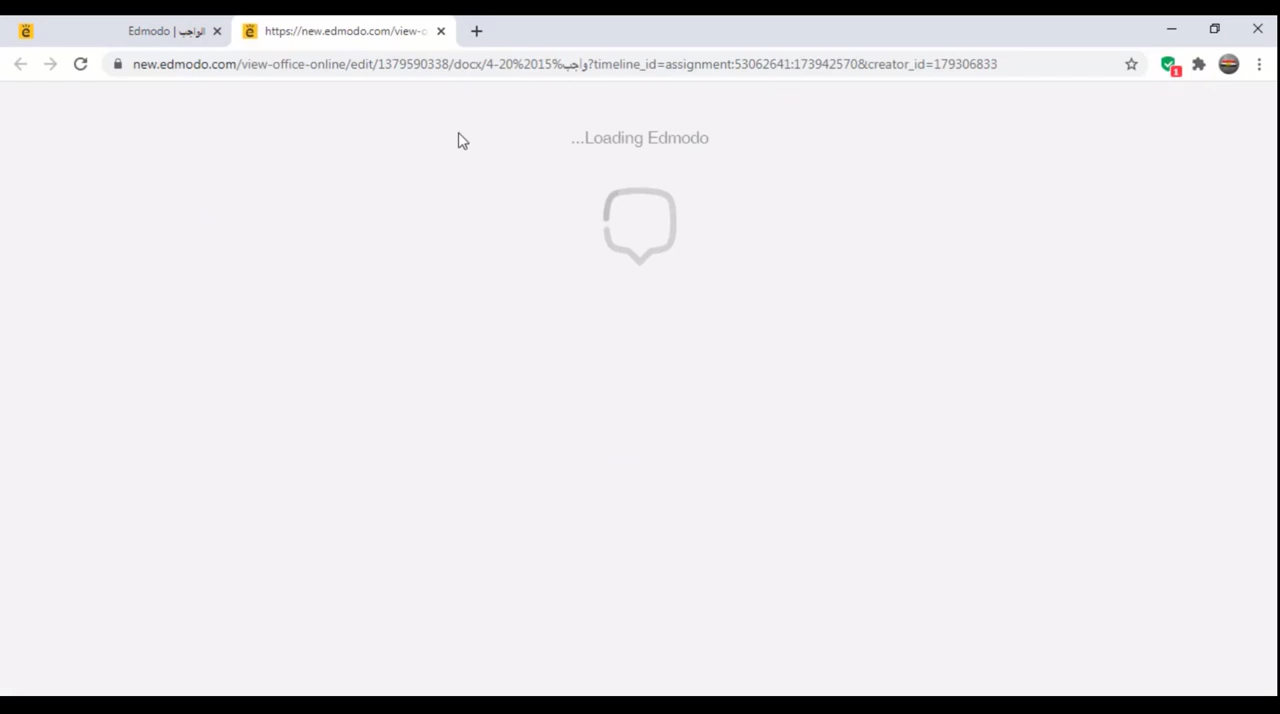 Edmodo | الواجب
https://new.edmodo.com/view-o
new.edmodo.com/view-office-online/edit/1379590338/docx/4-20%2015%واجب?timeline_id=assignment:53062641:173942570&creator_id=179306833
1
...Loading Edmodo